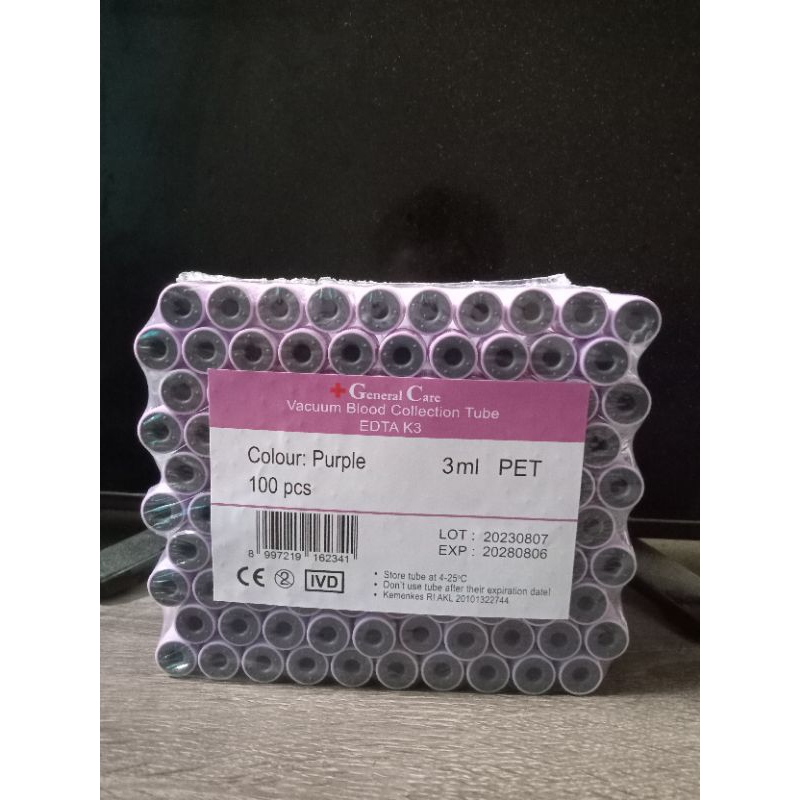 General Care
Vacuum Blood Collection Tube
EDTA K3
Colour: Purple 3ml PET
100 pcs
8 997219 162341
LOT : 20230807
EXP : 20280806
CE 2 IVD
• Store tube at 4-25°C
• Don't use tube after their expiration date!
• Kemenkes RI AKL 20101322744